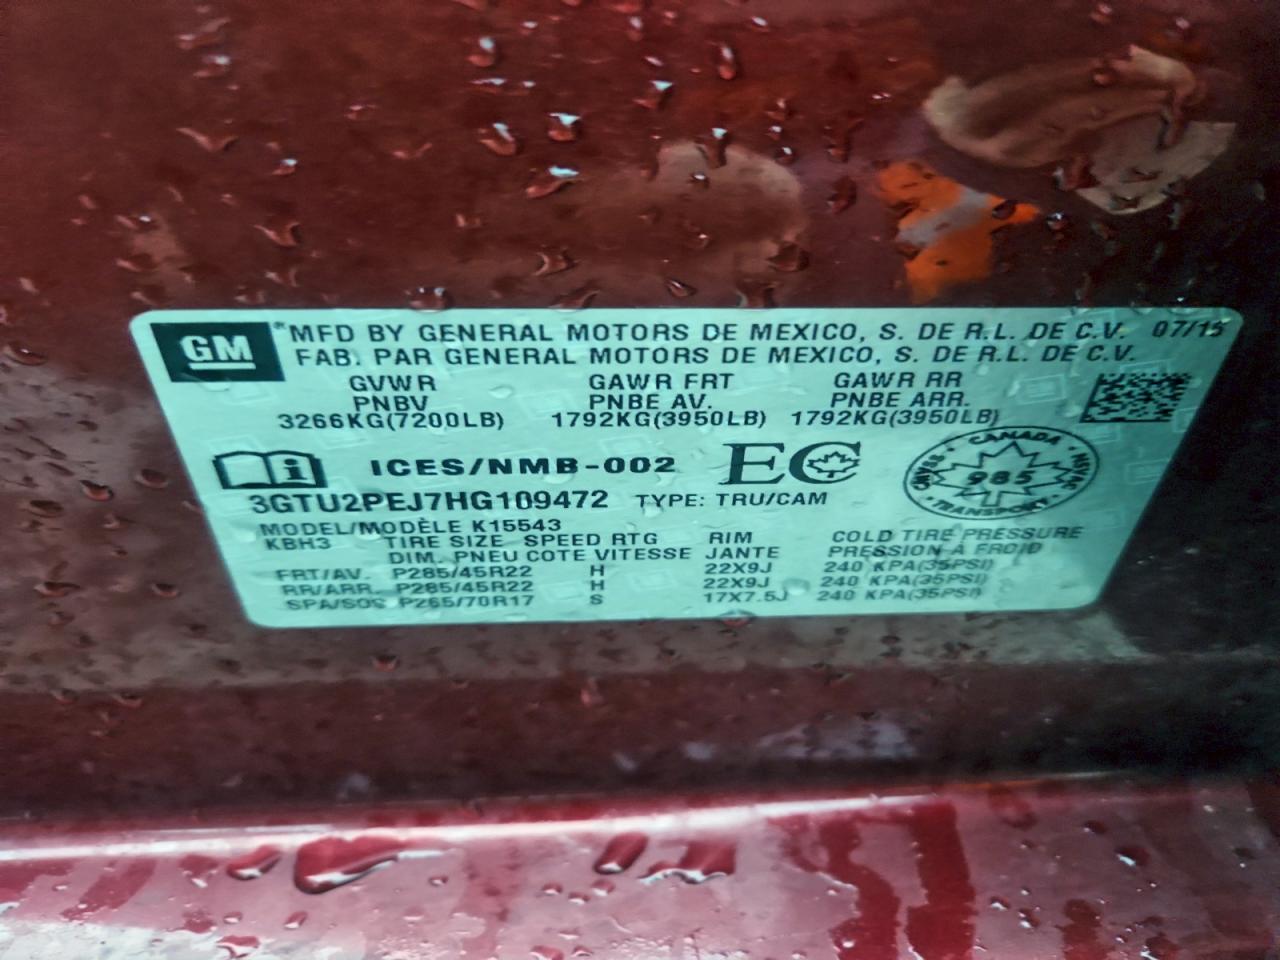 GM ® MFD BY GENERAL MOTORS DE MEXICO, S. DE R.L. DE C.V. 07/15
FAB. PAR GENERAL MOTORS DE MEXICO, S. DE R.L. DE C.V.
GVWR GAWR FRT GAWR RR
PNBV PNBE AV. PNBE ARR.
3266KG(7200LB) 1792KG(3950LB) 1792KG(3950LB)
i ICES/NMB-002 EC
CANADA
SSVNC 985 NSVAC
TRANSPORT
3GTU2PEJ7HG109472 TYPE: TRU/CAM
MODEL/MODÈLE K15543
KBH3 TIRE SIZE SPEED RTG RIM COLD TIRE PRESSURE
DIM. PNEU COTE VITESSE JANTE PRESSION À FROID
FRT/AV. P285/45R22 H 22X9J 240 KPA(35PSI)
RR/ARR. P285/45R22 H 22X9J 240 KPA(35PSI)
SPA/SOS P265/70R17 S 17X7.5J 240 KPA(35PSI)